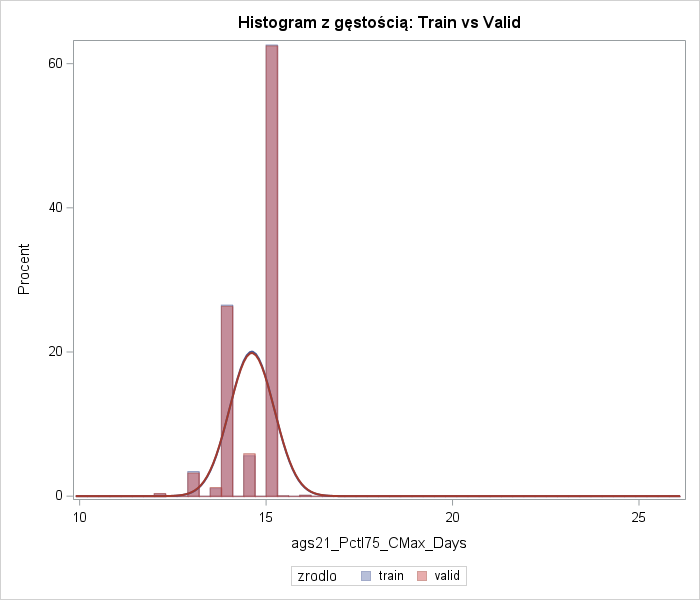 Histogram z gęstością: Train vs Valid
60
40
20
0
Procent
10 15 20 25
ags21_Pctl75_CMax_Days
zrodlo train valid